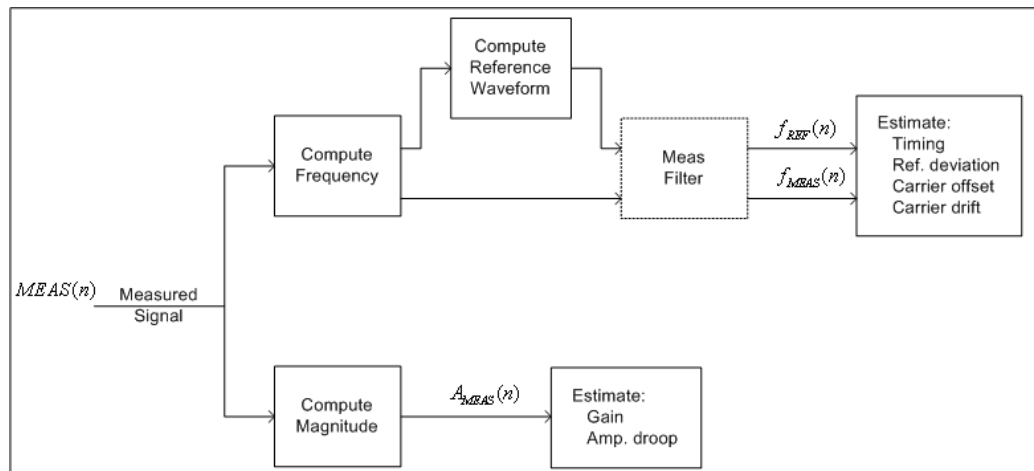 Compute
Reference
Waveform
Compute
Frequency
Meas
Filter
f_REF(n)
f_MEAS(n)
Estimate:
Timing
Ref. deviation
Carrier offset
Carrier drift
MEAS(n)
Measured
Signal
Compute
Magnitude
A_MEAS(n)
Estimate:
Gain
Amp. droop